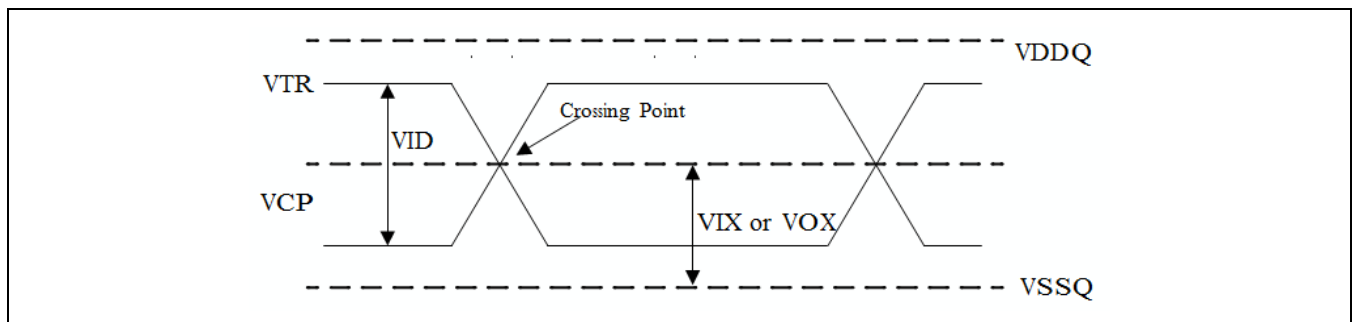 VDDQ
VTR
Crossing Point
VID
VCP
VIX or VOX
VSSQ